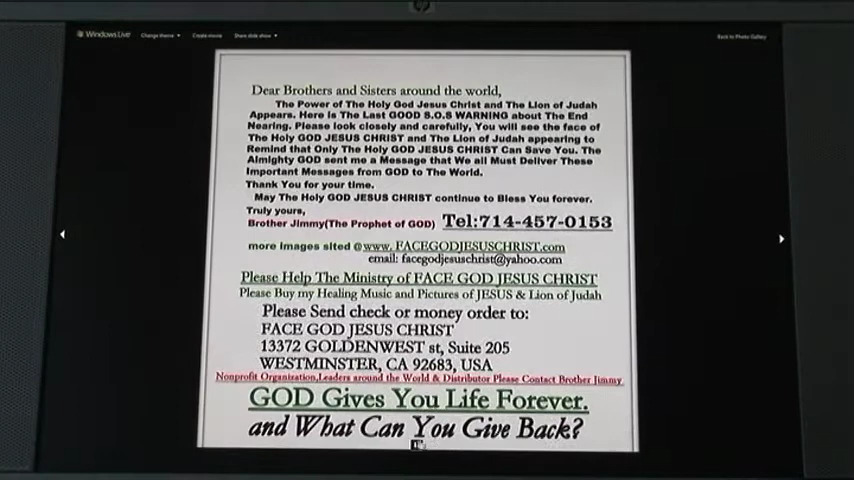 hp
Windows Live Change theme Create movie Share slide show Back to Photo Gallery
Dear Brothers and Sisters around the world,
The Power of The Holy God Jesus Christ and The Lion of Judah
Appears. Here Is The Last GOOD S.O.S WARNING about The End
Nearing. Please look closely and carefully, You will see the face of
The Holy GOD JESUS CHRIST and The Lion of Judah appearing to
Remind that Only The Holy GOD JESUS CHRIST Can Save You. The
Almighty GOD sent me a Message that We all Must Deliver These
Important Messages from GOD to The World.
Thank You for your time.
May The Holy GOD JESUS CHRIST continue to Bless You forever.
Truly yours,
Brother Jimmy(The Prophet of GOD) Tel:714-457-0153
more Images sited @www. FACEGODJESUSCHRIST.com
email: facegodjesuschrist@yahoo.com
Please Help The Ministry of FACE GOD JESUS CHRIST
Please Buy my Healing Music and Pictures of JESUS & Lion of Judah
Please Send check or money order to:
FACE GOD JESUS CHRIST
13372 GOLDENWEST st, Suite 205
WESTMINSTER, CA 92683, USA
Nonprofit Organization,Leaders around the World & Distributor Please Contact Brother Jimmy
GOD Gives You Life Forever.
and What Can You Give Back?